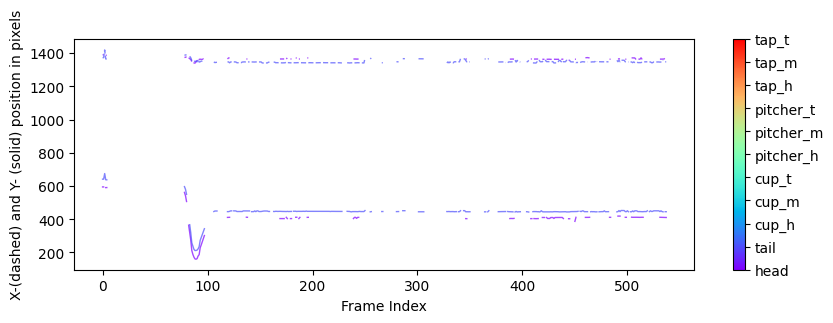 X-(dashed) and Y- (solid) position in pixels
1400
1200
1000
800
600
400
200
0
100
200
300
400
500
Frame Index
tap_t
tap_m
tap_h
pitcher_t
pitcher_m
pitcher_h
cup_t
cup_m
cup_h
tail
head